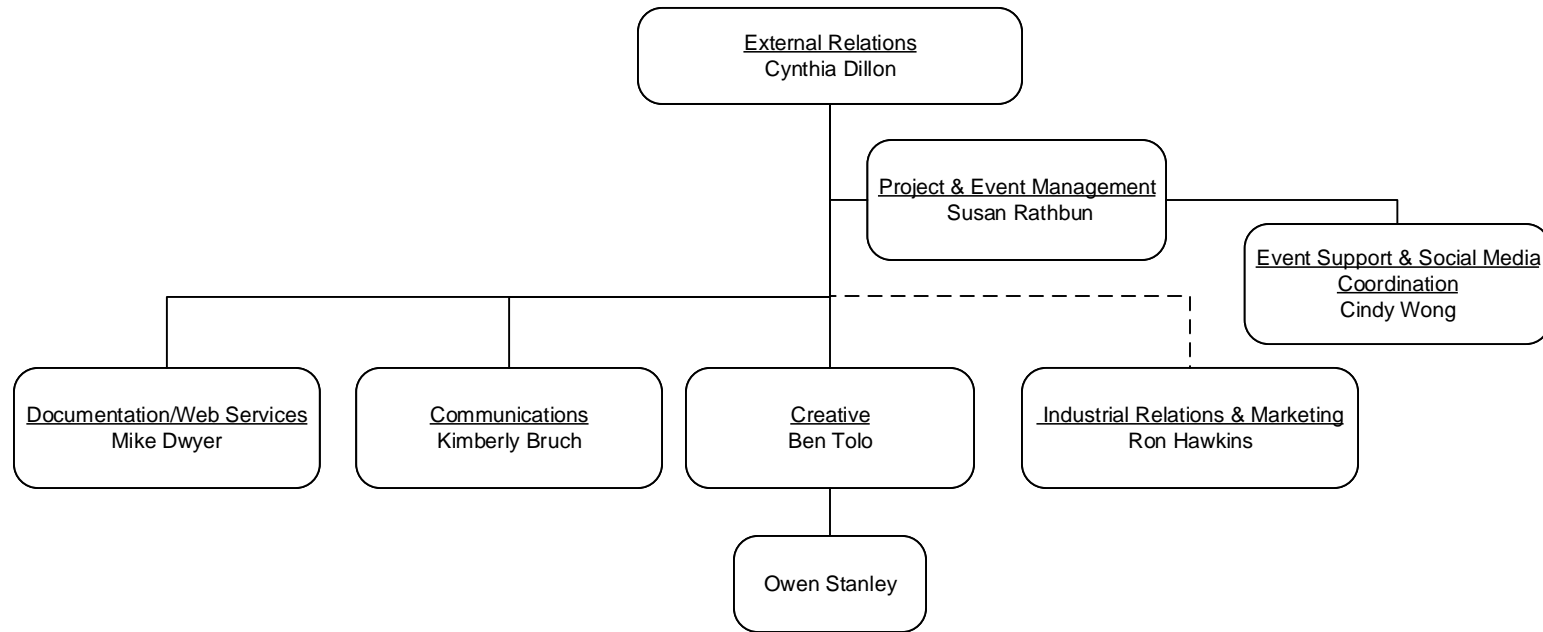 External Relations
Cynthia Dillon
Project & Event Management
Susan Rathbun
Event Support & Social Media
Coordination
Cindy Wong
Documentation/Web Services
Mike Dwyer
Communications
Kimberly Bruch
Creative
Ben Tolo
Industrial Relations & Marketing
Ron Hawkins
Owen Stanley